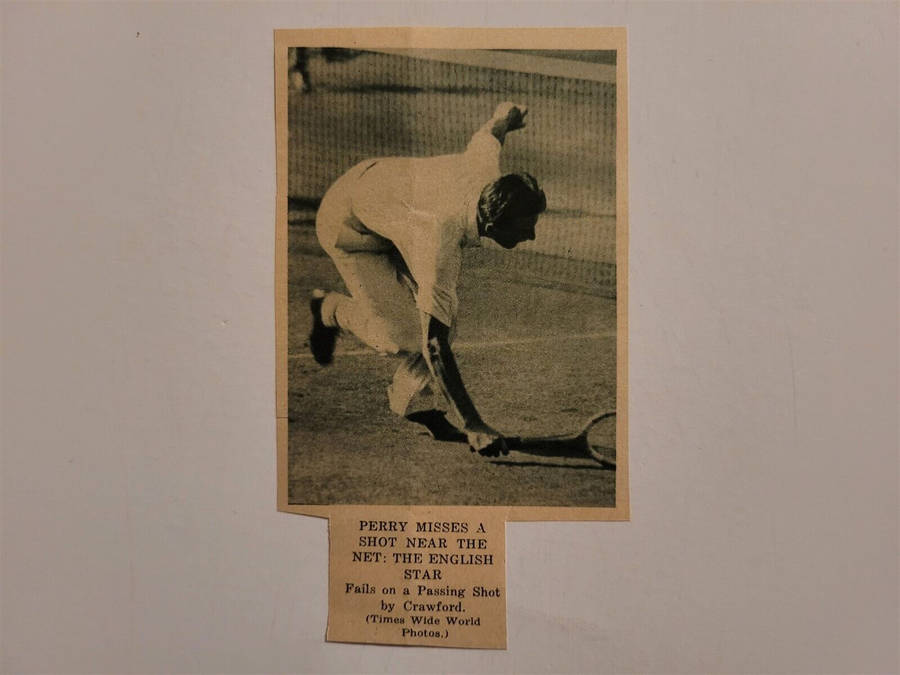 PERRY MISSES A
SHOT NEAR THE
NET: THE ENGLISH
STAR
Fails on a Passing Shot
by Crawford.
(Times Wide World
Photos.)